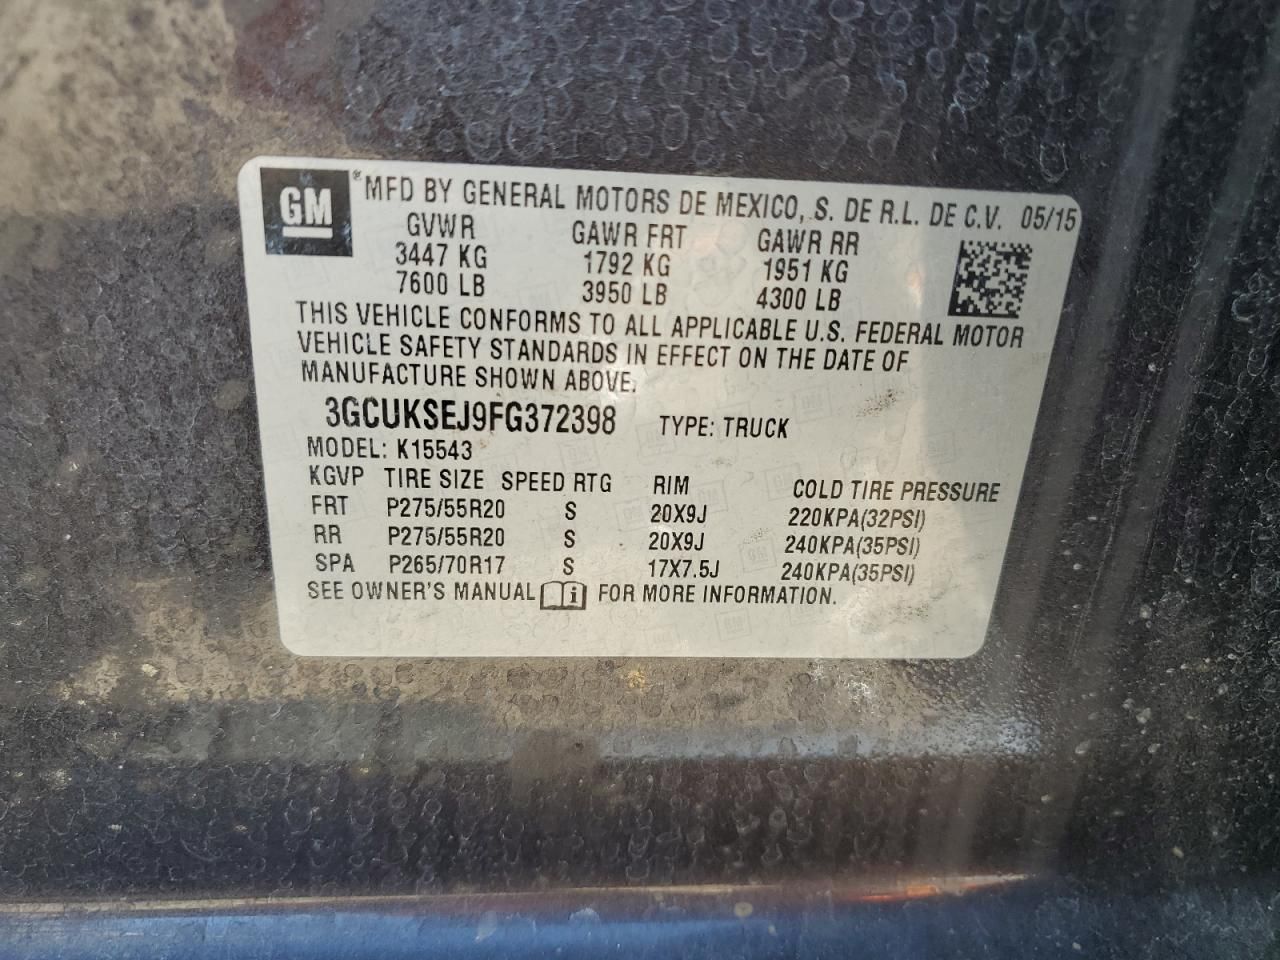 GM ® MFD BY GENERAL MOTORS DE MEXICO, S. DE R.L. DE C.V. 05/15
GVWR GAWR FRT GAWR RR
3447 KG 1792 KG 1951 KG
7600 LB 3950 LB 4300 LB
THIS VEHICLE CONFORMS TO ALL APPLICABLE U.S. FEDERAL MOTOR
VEHICLE SAFETY STANDARDS IN EFFECT ON THE DATE OF
MANUFACTURE SHOWN ABOVE.
3GCUKSEJ9FG372398 TYPE: TRUCK
MODEL: K15543
KGVP TIRE SIZE SPEED RTG RIM COLD TIRE PRESSURE
FRT P275/55R20 S 20X9J 220KPA(32PSI)
RR P275/55R20 S 20X9J 240KPA(35PSI)
SPA P265/70R17 S 17X7.5J 240KPA(35PSI)
SEE OWNER'S MANUAL i FOR MORE INFORMATION.